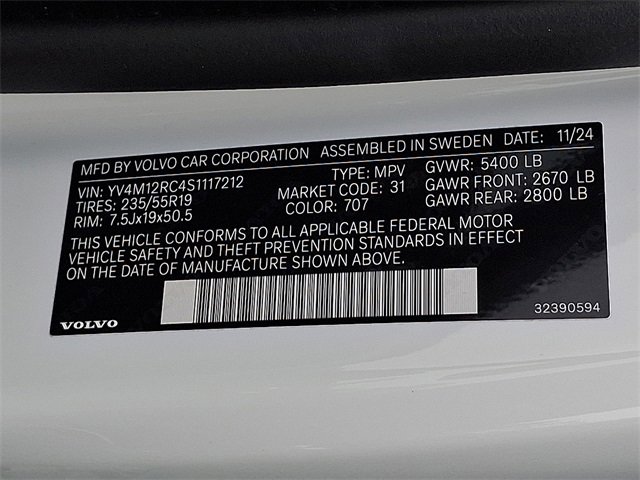 MFD BY VOLVO CAR CORPORATION ASSEMBLED IN SWEDEN DATE: 11/24
VIN: YV4M12RC4S1117212 TYPE: MPV GVWR: 5400 LB
TIRES: 235/55R19 MARKET CODE: 31 GAWR FRONT: 2670 LB
RIM: 7.5Jx19x50.5 COLOR: 707 GAWR REAR: 2800 LB
THIS VEHICLE CONFORMS TO ALL APPLICABLE FEDERAL MOTOR
VEHICLE SAFETY AND THEFT PREVENTION STANDARDS IN EFFECT
ON THE DATE OF MANUFACTURE SHOWN ABOVE.
VOLVO 32390594